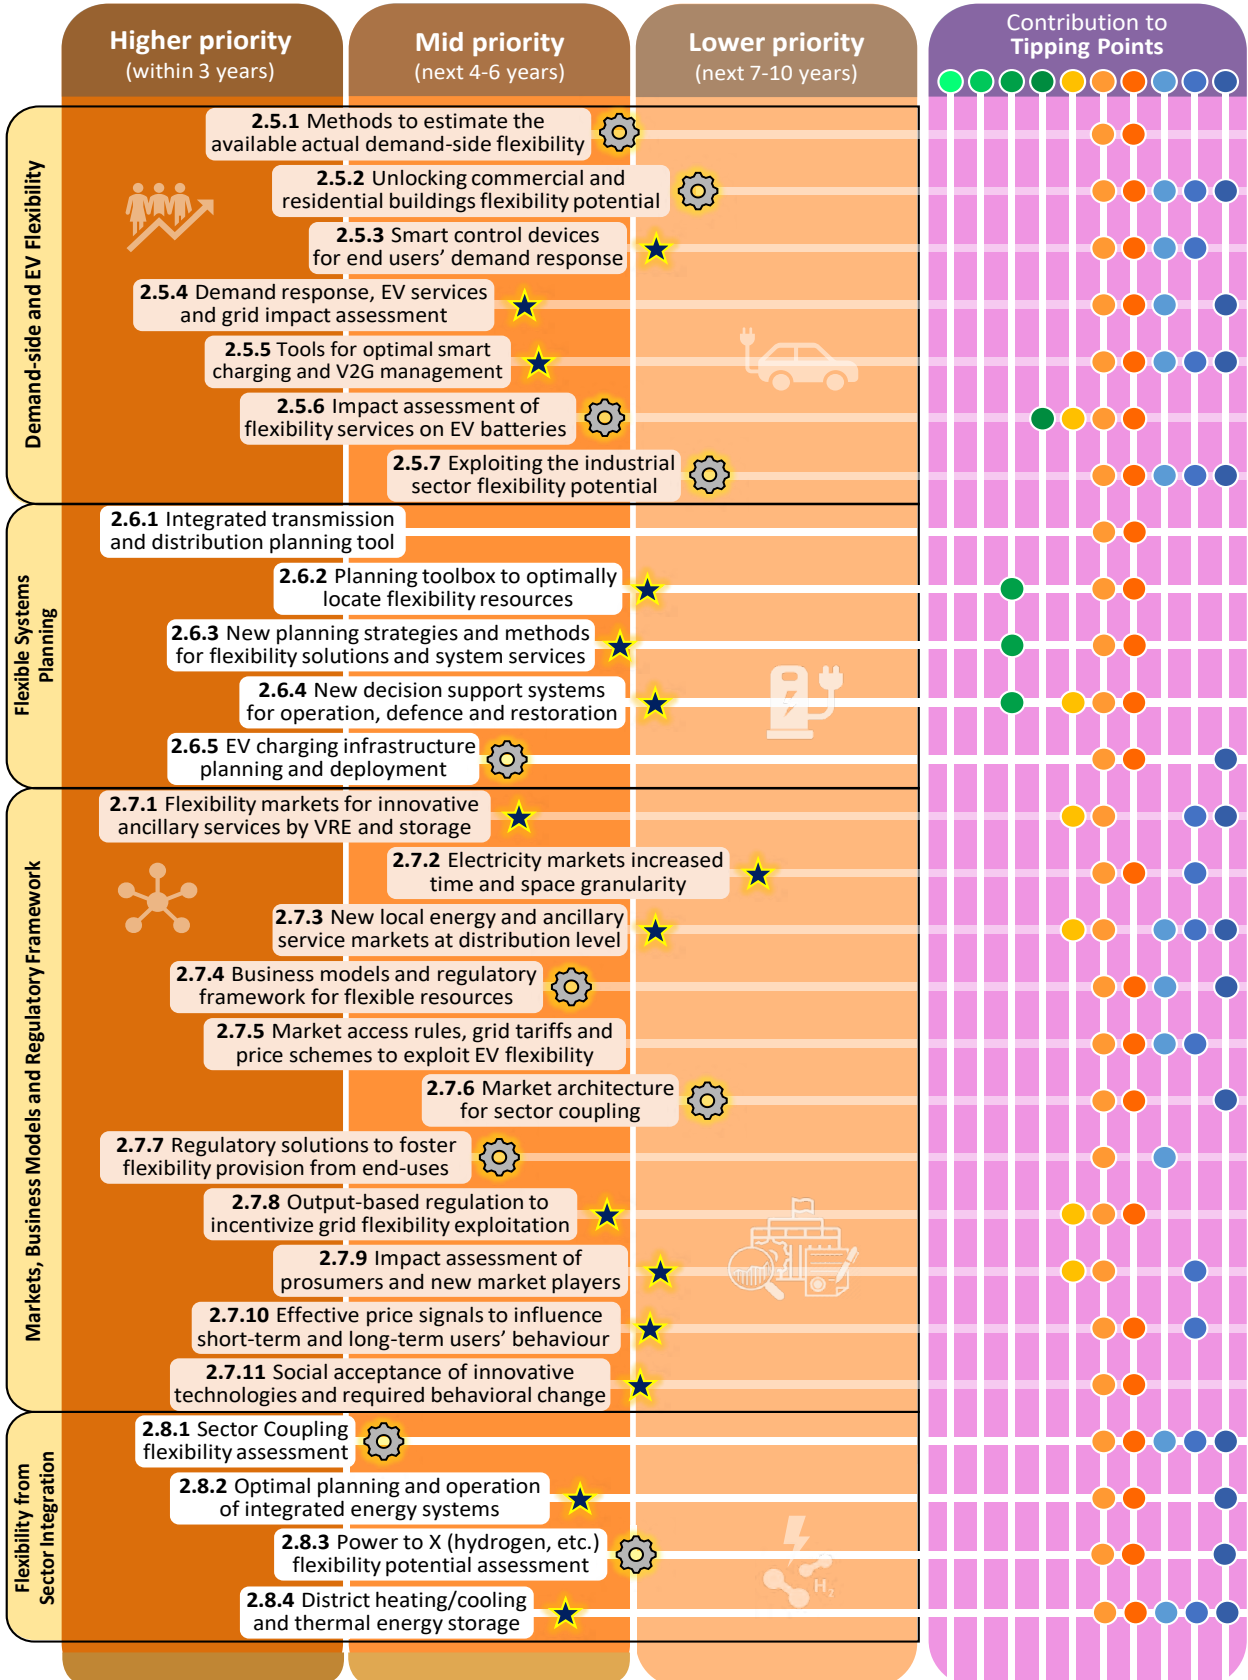 Higher priority
(within 3 years)
Mid priority
(next 4-6 years)
Lower priority
(next 7-10 years)
Contribution to
Tipping Points
Demand-side and EV Flexibility
2.5.1 Methods to estimate the
available actual demand-side flexibility
2.5.2 Unlocking commercial and
residential buildings flexibility potential
2.5.3 Smart control devices
for end users’ demand response
2.5.4 Demand response, EV services
and grid impact assessment
2.5.5 Tools for optimal smart
charging and V2G management
2.5.6 Impact assessment of
flexibility services on EV batteries
2.5.7 Exploiting the industrial
sector flexibility potential
Flexible Systems
Planning
2.6.1 Integrated transmission
and distribution planning tool
2.6.2 Planning toolbox to optimally
locate flexibility resources
2.6.3 New planning strategies and methods
for flexibility solutions and system services
2.6.4 New decision support systems
for operation, defence and restoration
2.6.5 EV charging infrastructure
planning and deployment
Markets, Business Models and Regulatory Framework
2.7.1 Flexibility markets for innovative
ancillary services by VRE and storage
2.7.2 Electricity markets increased
time and space granularity
2.7.3 New local energy and ancillary
service markets at distribution level
2.7.4 Business models and regulatory
framework for flexible resources
2.7.5 Market access rules, grid tariffs and
price schemes to exploit EV flexibility
2.7.6 Market architecture
for sector coupling
2.7.7 Regulatory solutions to foster
flexibility provision from end-uses
2.7.8 Output-based regulation to
incentivize grid flexibility exploitation
2.7.9 Impact assessment of
prosumers and new market players
2.7.10 Effective price signals to influence
short-term and long-term users’ behaviour
2.7.11 Social acceptance of innovative
technologies and required behavioral change
Flexibility from
Sector Integration
2.8.1 Sector Coupling
flexibility assessment
2.8.2 Optimal planning and operation
of integrated energy systems
2.8.3 Power to X (hydrogen, etc.)
flexibility potential assessment
H2
2.8.4 District heating/cooling
and thermal energy storage